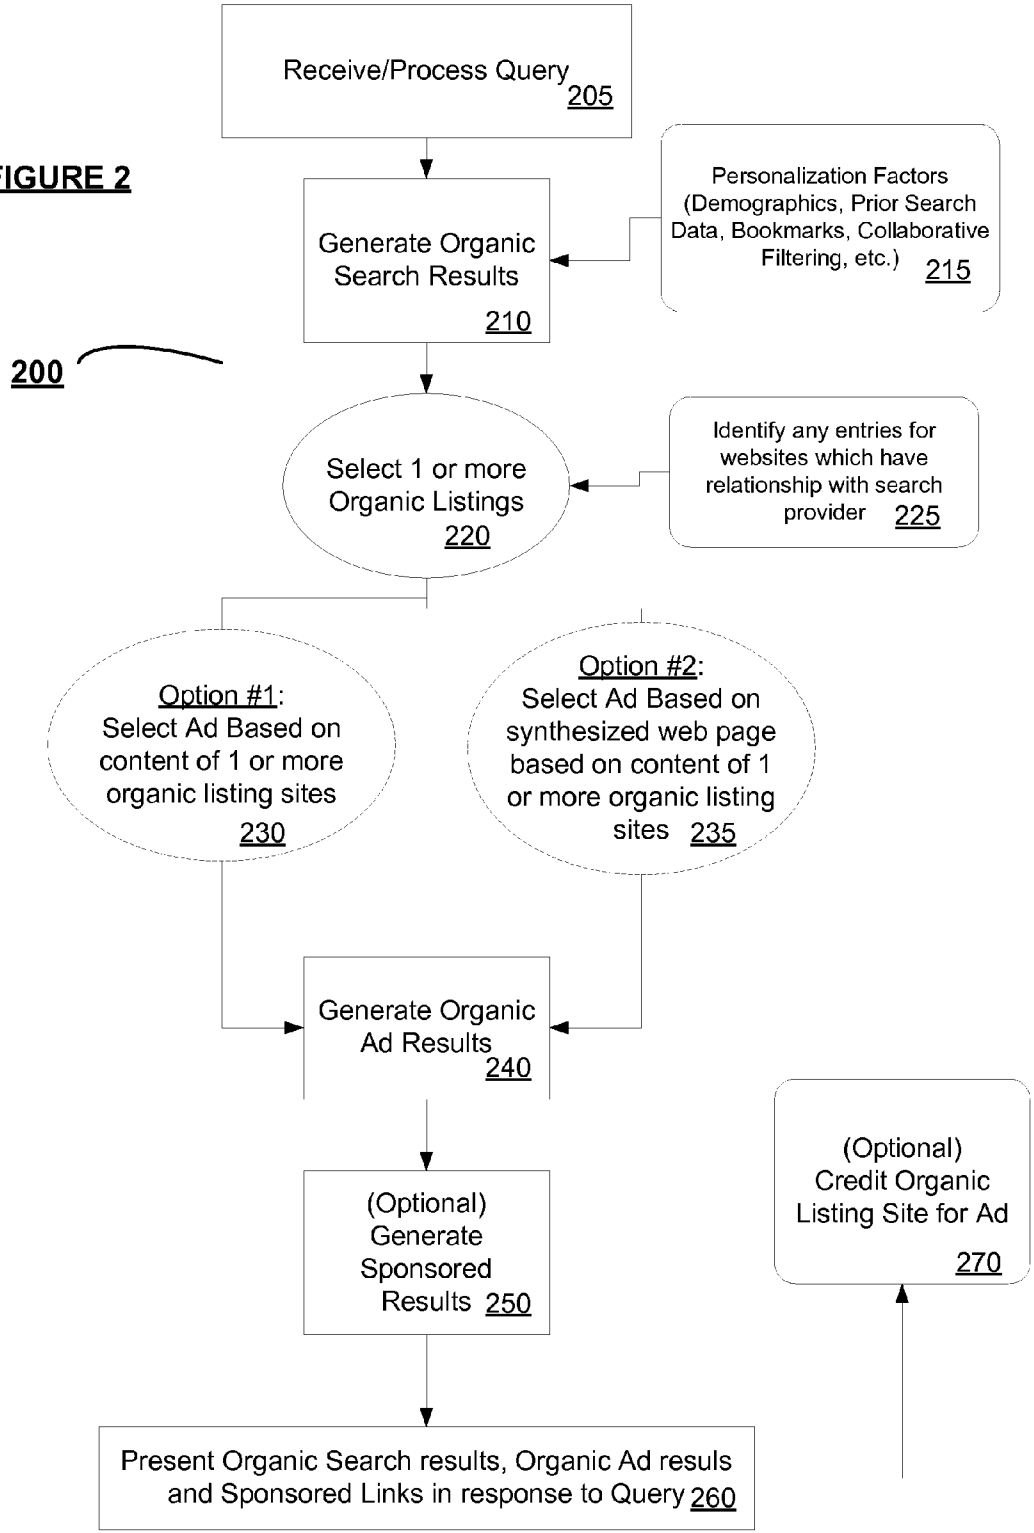 Receive/Process Query
205
FIGURE 2
Personalization Factors
(Demographics, Prior Search
Data, Bookmarks, Collaborative
Filtering, etc.)
215
Generate Organic
Search Results
210
200
Select 1 or more
Organic Listings
220
Identify any entries for
websites which have
relationship with search
provider 225
Option #1:
Select Ad Based on
content of 1 or more
organic listing sites
230
Option #2:
Select Ad Based on
synthesized web page
based on content of 1
or more organic listing
sites 235
Generate Organic
Ad Results
240
(Optional)
Generate
Sponsored
Results 250
(Optional)
Credit Organic
Listing Site for Ad
270
Present Organic Search results, Organic Ad resuls
and Sponsored Links in response to Query 260